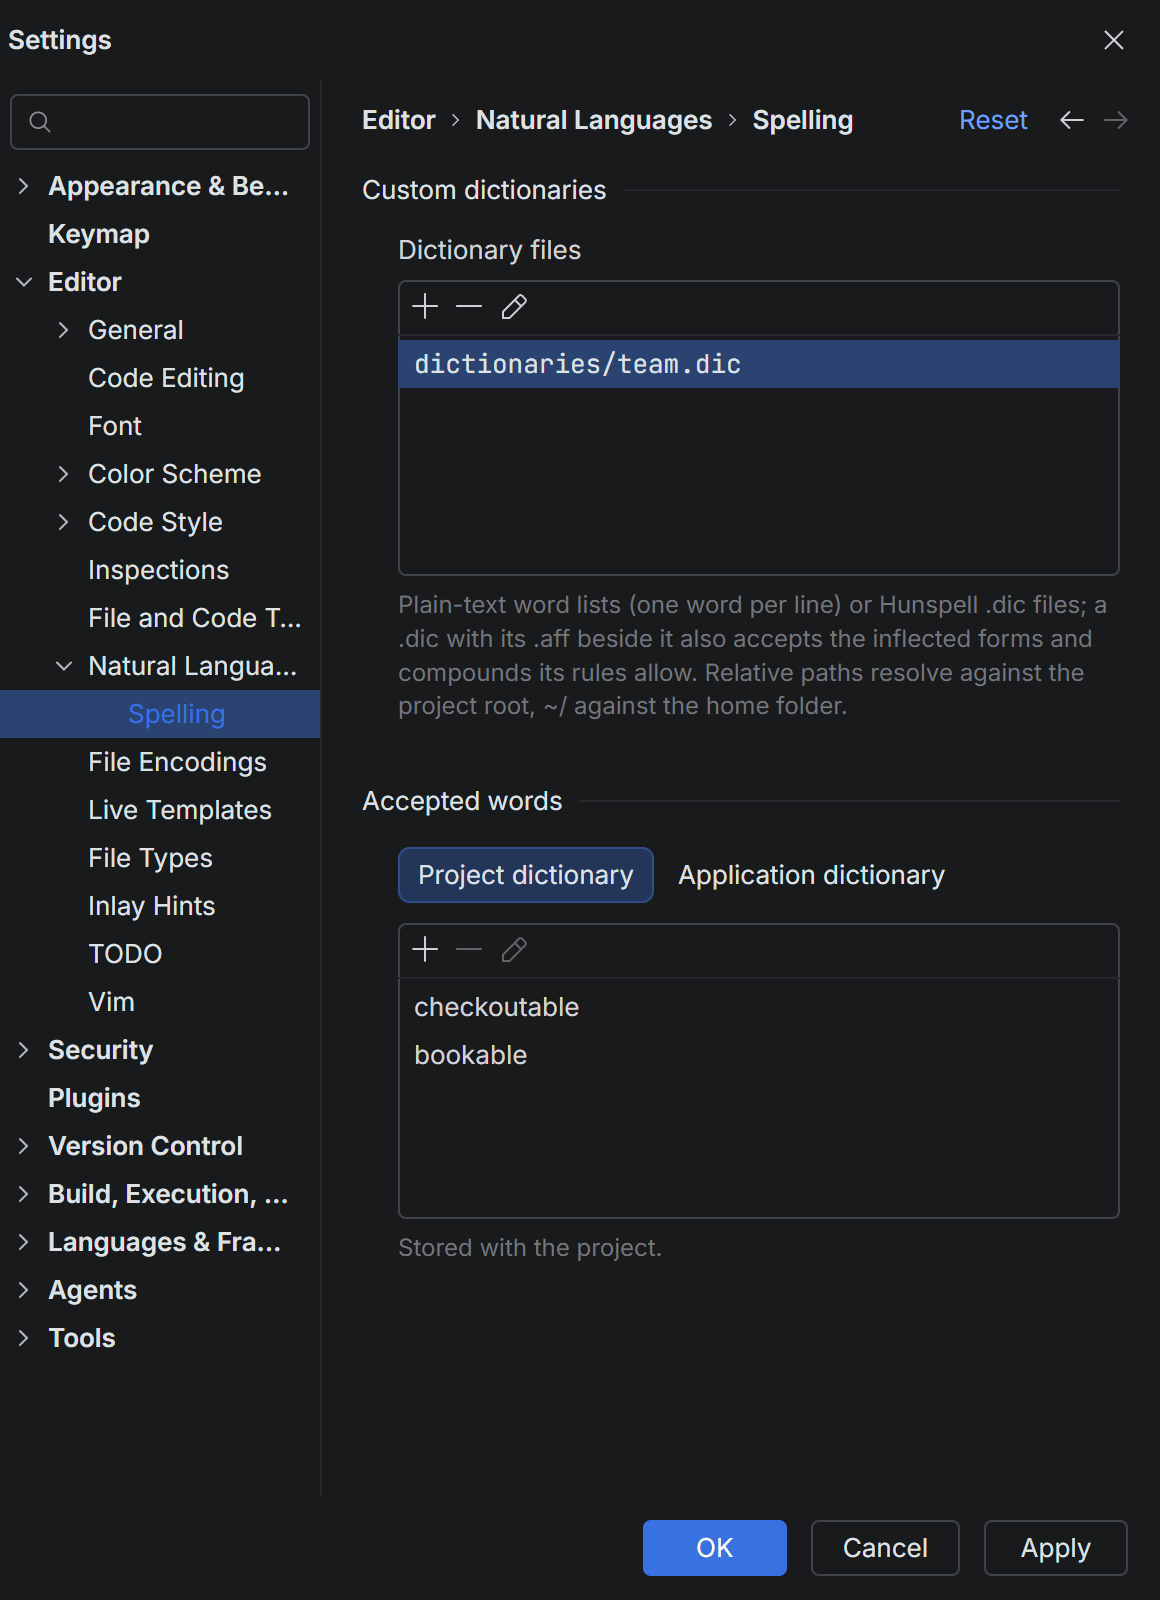 Settings
Appearance & Be...
Keymap
Editor
General
Code Editing
Font
Color Scheme
Code Style
Inspections
File and Code T...
Natural Langua...
Spelling
File Encodings
Live Templates
File Types
Inlay Hints
TODO
Vim
Security
Plugins
Version Control
Build, Execution, ...
Languages & Fra...
Agents
Tools
Editor > Natural Languages > Spelling Reset
Custom dictionaries
Dictionary files
dictionaries/team.dic
Plain-text word lists (one word per line) or Hunspell .dic files; a
.dic with its .aff beside it also accepts the inflected forms and
compounds its rules allow. Relative paths resolve against the
project root, ~/ against the home folder.
Accepted words
Project dictionary Application dictionary
checkoutable
bookable
Stored with the project.
OK Cancel Apply